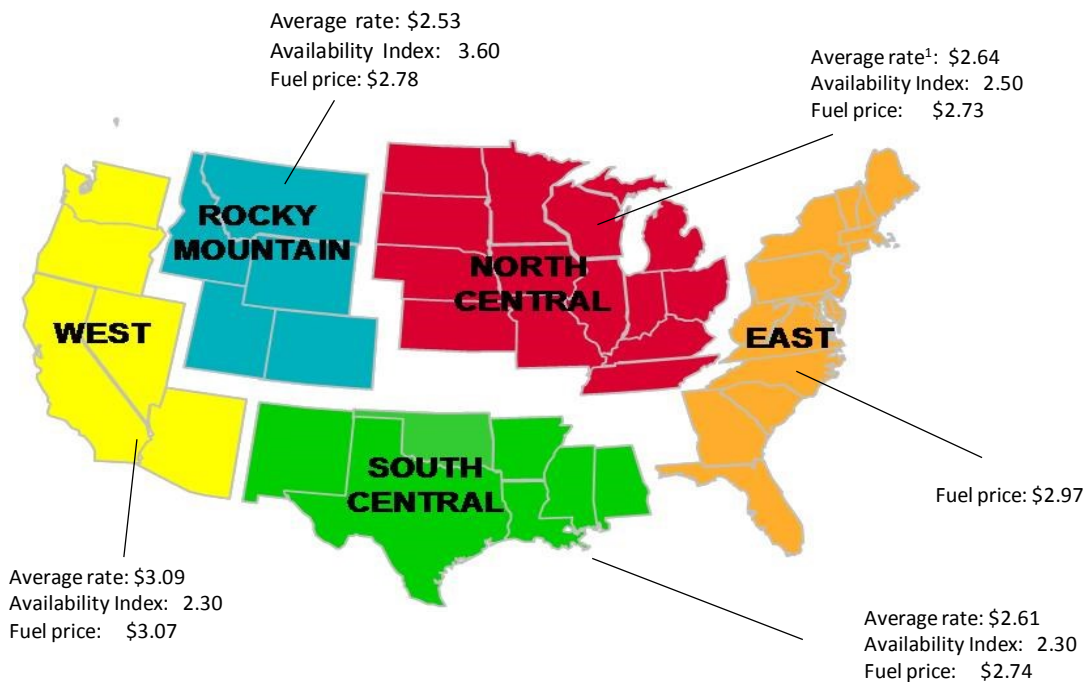 Average rate: $2.53
Availability Index: 3.60
Fuel price: $2.78
Average rate¹: $2.64
Availability Index: 2.50
Fuel price: $2.73
ROCKY
MOUNTAIN
NORTH
CENTRAL
WEST
EAST
SOUTH
CENTRAL
Fuel price: $2.97
Average rate: $3.09
Availability Index: 2.30
Fuel price: $3.07
Average rate: $2.61
Availability Index: 2.30
Fuel price: $2.74